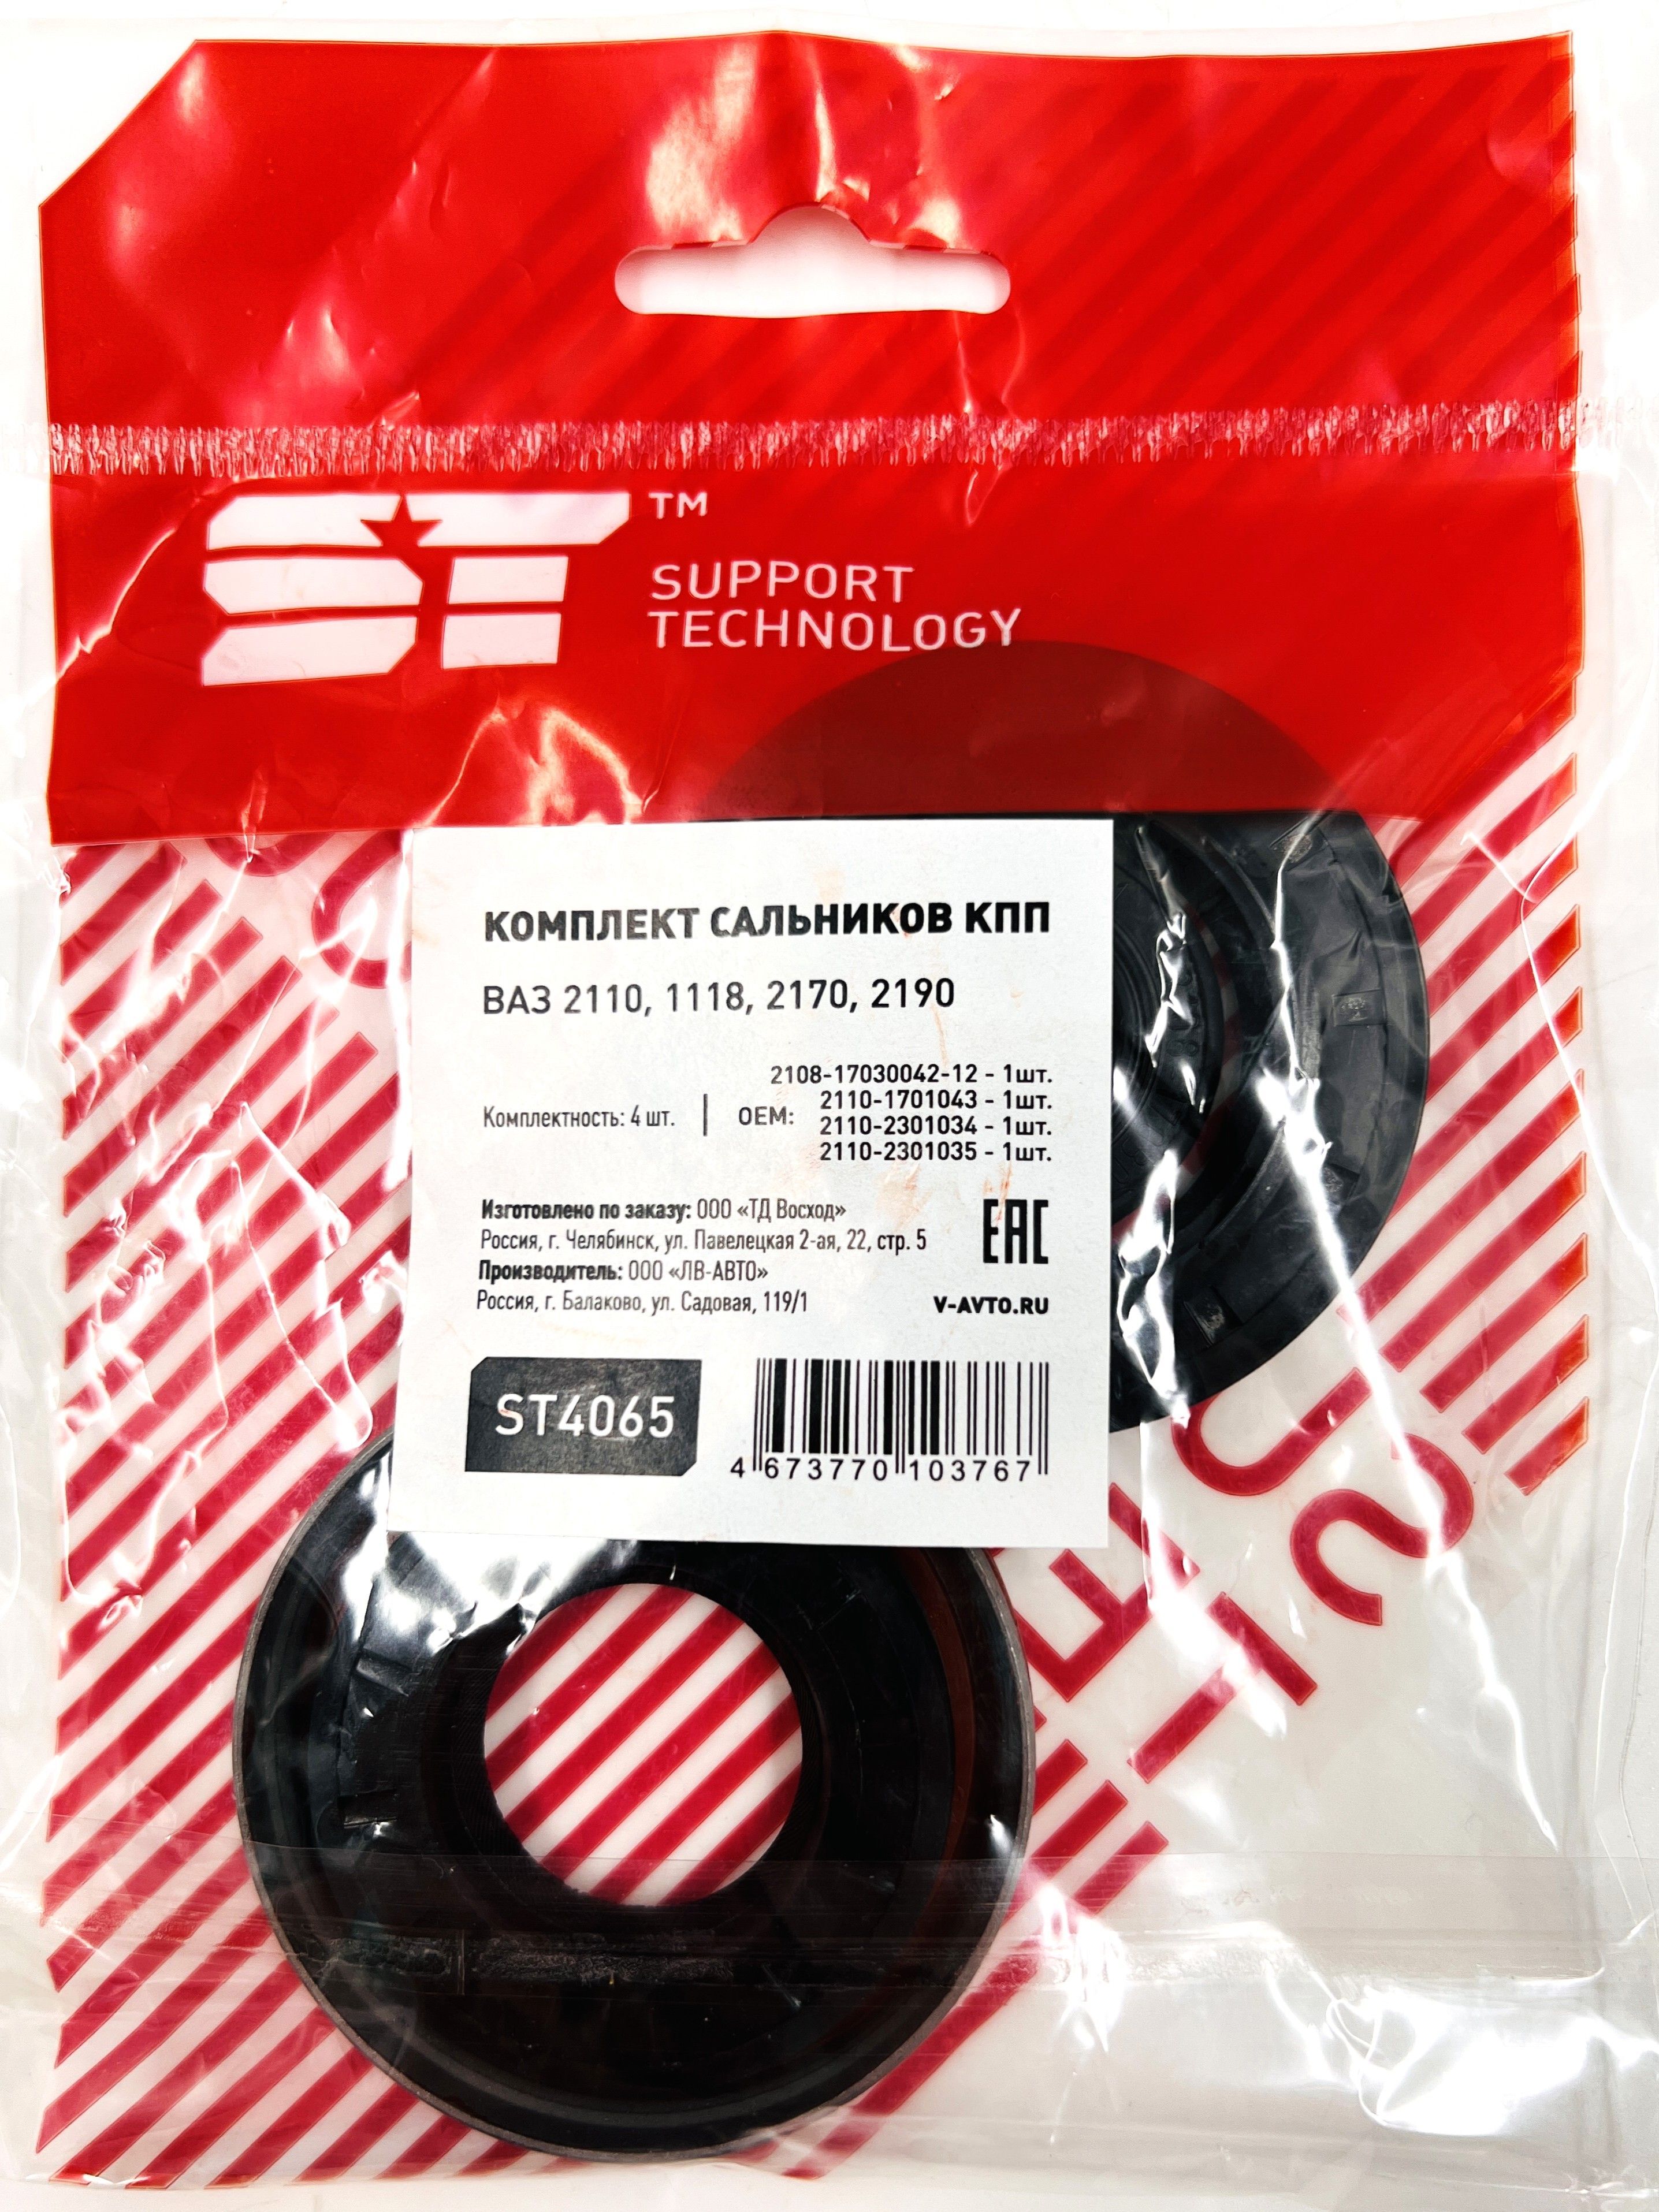 ST
TM
SUPPORT
TECHNOLOGY
КОМПЛЕКТ САЛЬНИКОВ КПП
ВАЗ 2110, 1118, 2170, 2190
2108-17030042-12 - 1шт.
Комплектность: 4 шт. | OEM: 2110-1701043 - 1шт.
2110-2301034 - 1шт.
2110-2301035 - 1шт.
Изготовлено по заказу: ООО «ТД Восход»
Россия, г. Челябинск, ул. Павелецкая 2-ая, 22, стр. 5
EAC
Производитель: ООО «ЛВ-АВТО»
Россия, г. Балаково, ул. Садовая, 119/1
V-AVTO.RU
ST4065
4 673770 103767